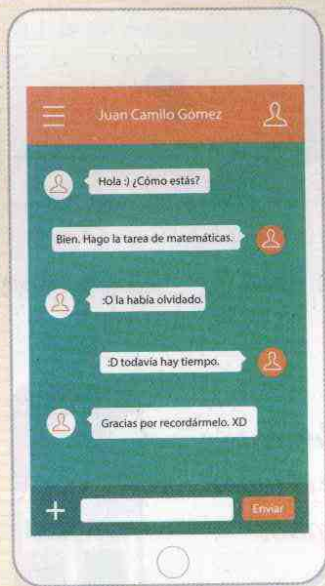 Juan Camilo Gómez
Hola :) ¿Cómo estás?
Bien. Hago la tarea de matemáticas.
:O la había olvidado.
:D todavía hay tiempo.
Gracias por recordármelo. XD
+
Enviar